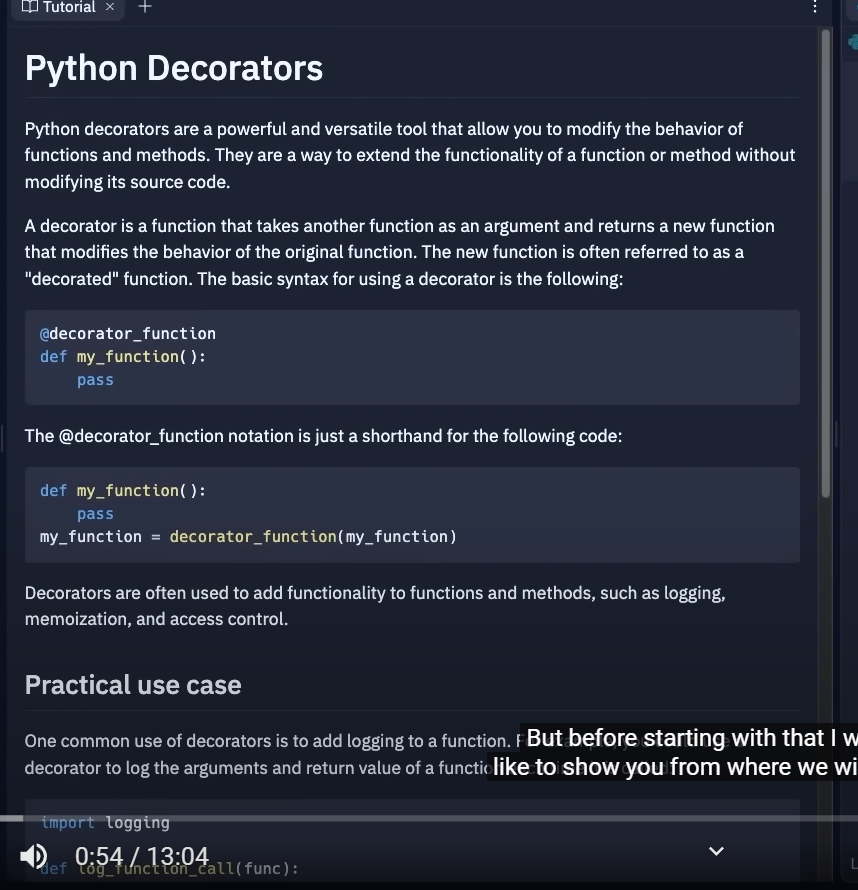 Tutorial
Python Decorators
Python decorators are a powerful and versatile tool that allow you to modify the behavior of
functions and methods. They are a way to extend the functionality of a function or method without
modifying its source code.
A decorator is a function that takes another function as an argument and returns a new function
that modifies the behavior of the original function. The new function is often referred to as a
"decorated" function. The basic syntax for using a decorator is the following:
@decorator_function
def my_function():
    pass
The @decorator_function notation is just a shorthand for the following code:
def my_function():
    pass
my_function = decorator_function(my_function)
Decorators are often used to add functionality to functions and methods, such as logging,
memoization, and access control.
Practical use case
One common use of decorators is to add logging to a function.
decorator to log the arguments and return value of a
But before starting with that I
like to show you from where we
import logging
0:54 / 13:04
def log_function_call(func):